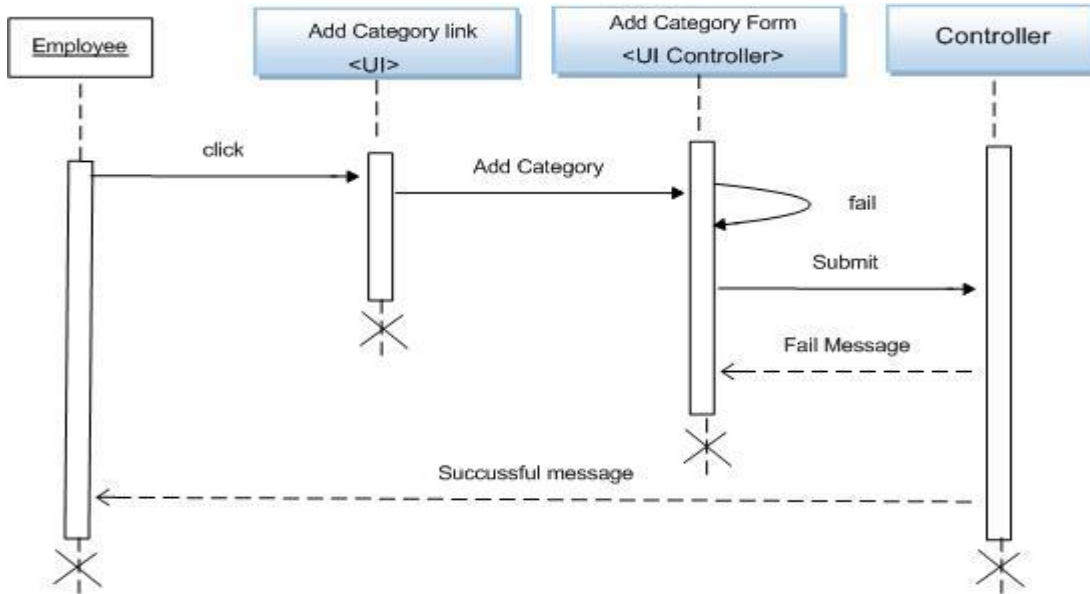 Employee
Add Category link
<UI>
Add Category Form
<UI Controller>
Controller
click
Add Category
fail
Submit
Fail Message
Succussful message